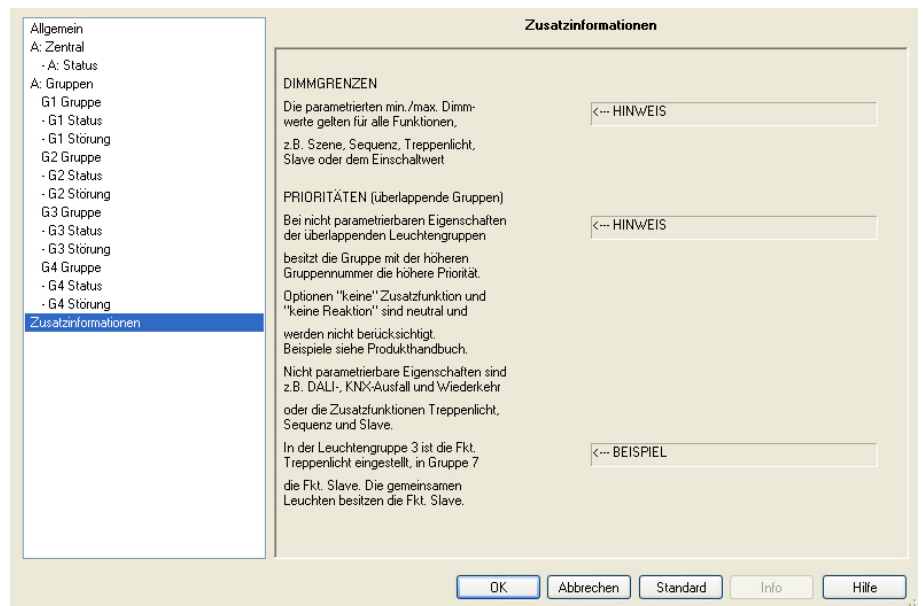 Allgemein
A: Zentral
- A: Status
A: Gruppen
G1 Gruppe
- G1 Status
- G1 Störung
G2 Gruppe
- G2 Status
- G2 Störung
G3 Gruppe
- G3 Status
- G3 Störung
G4 Gruppe
- G4 Status
- G4 Störung
Zusatzinformationen
Zusatzinformationen
DIMMGRENZEN
Die parametrierten min./max. Dimm-
werte gelten für alle Funktionen,
<--- HINWEIS
z.B. Szene, Sequenz, Treppenlicht,
Slave oder dem Einschaltwert
PRIORITÄTEN (überlappende Gruppen)
Bei nicht parametrierbaren Eigenschaften
der überlappenden Leuchtengruppen
<--- HINWEIS
besitzt die Gruppe mit der höheren
Gruppennummer die höhere Priorität.
Optionen "keine" Zusatzfunktion und
"keine Reaktion" sind neutral und
werden nicht berücksichtigt.
Beispiele siehe Produkthandbuch.
Nicht parametrierbare Eigenschaften sind
z.B. DALI-, KNX-Ausfall und Wiederkehr
oder die Zusatzfunktionen Treppenlicht,
Sequenz und Slave.
In der Leuchtengruppe 3 ist die Fkt.
Treppenlicht eingestellt, in Gruppe 7
<--- BEISPIEL
die Fkt. Slave. Die gemeinsamen
Leuchten besitzen die Fkt. Slave.
OK Abbrechen Standard Info Hilfe